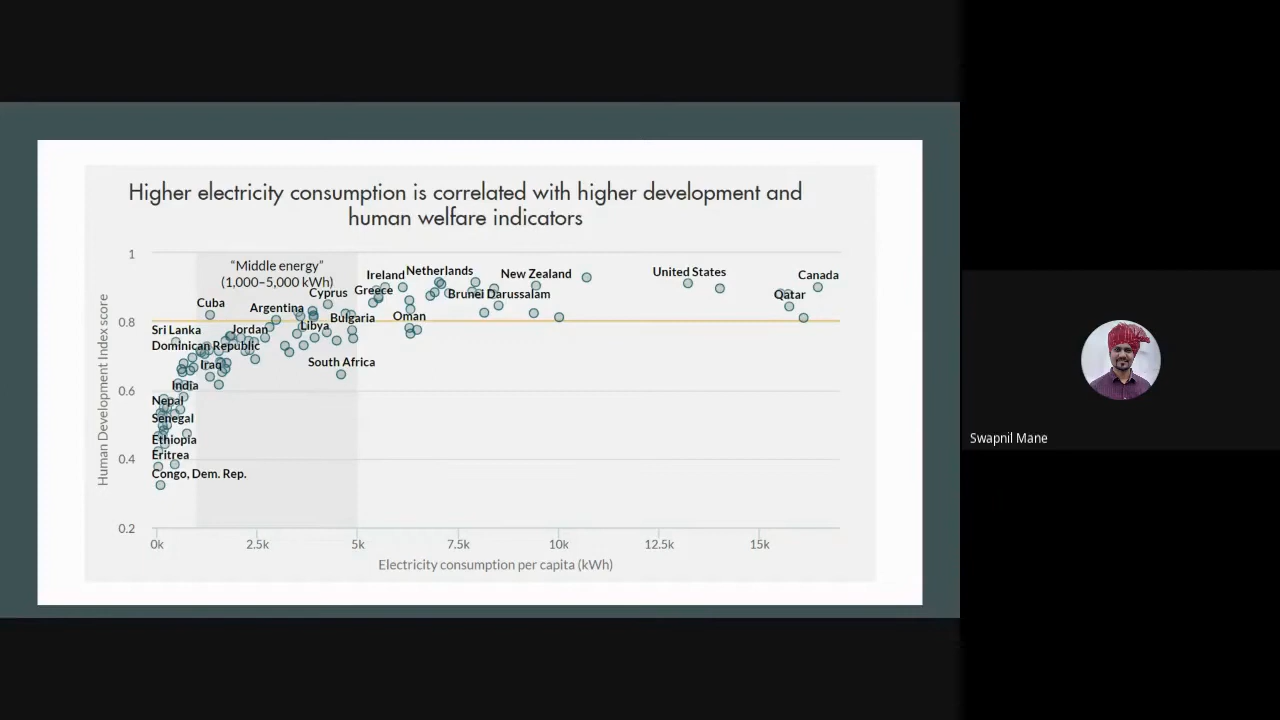 Higher electricity consumption is correlated with higher development and
human welfare indicators
Human Development Index score
1
0.8
0.6
0.4
0.2
“Middle energy”
(1,000–5,000 kWh)
Ireland
Netherlands
New Zealand
United States
Canada
Cyprus
Greece
Brunei Darussalam
Qatar
Cuba
Argentina
Bulgaria
Oman
Sri Lanka
Jordan
Libya
Dominican Republic
Iraq
South Africa
India
Nepal
Senegal
Ethiopia
Eritrea
Congo, Dem. Rep.
0k
2.5k
5k
7.5k
10k
12.5k
15k
Electricity consumption per capita (kWh)
Swapnil Mane